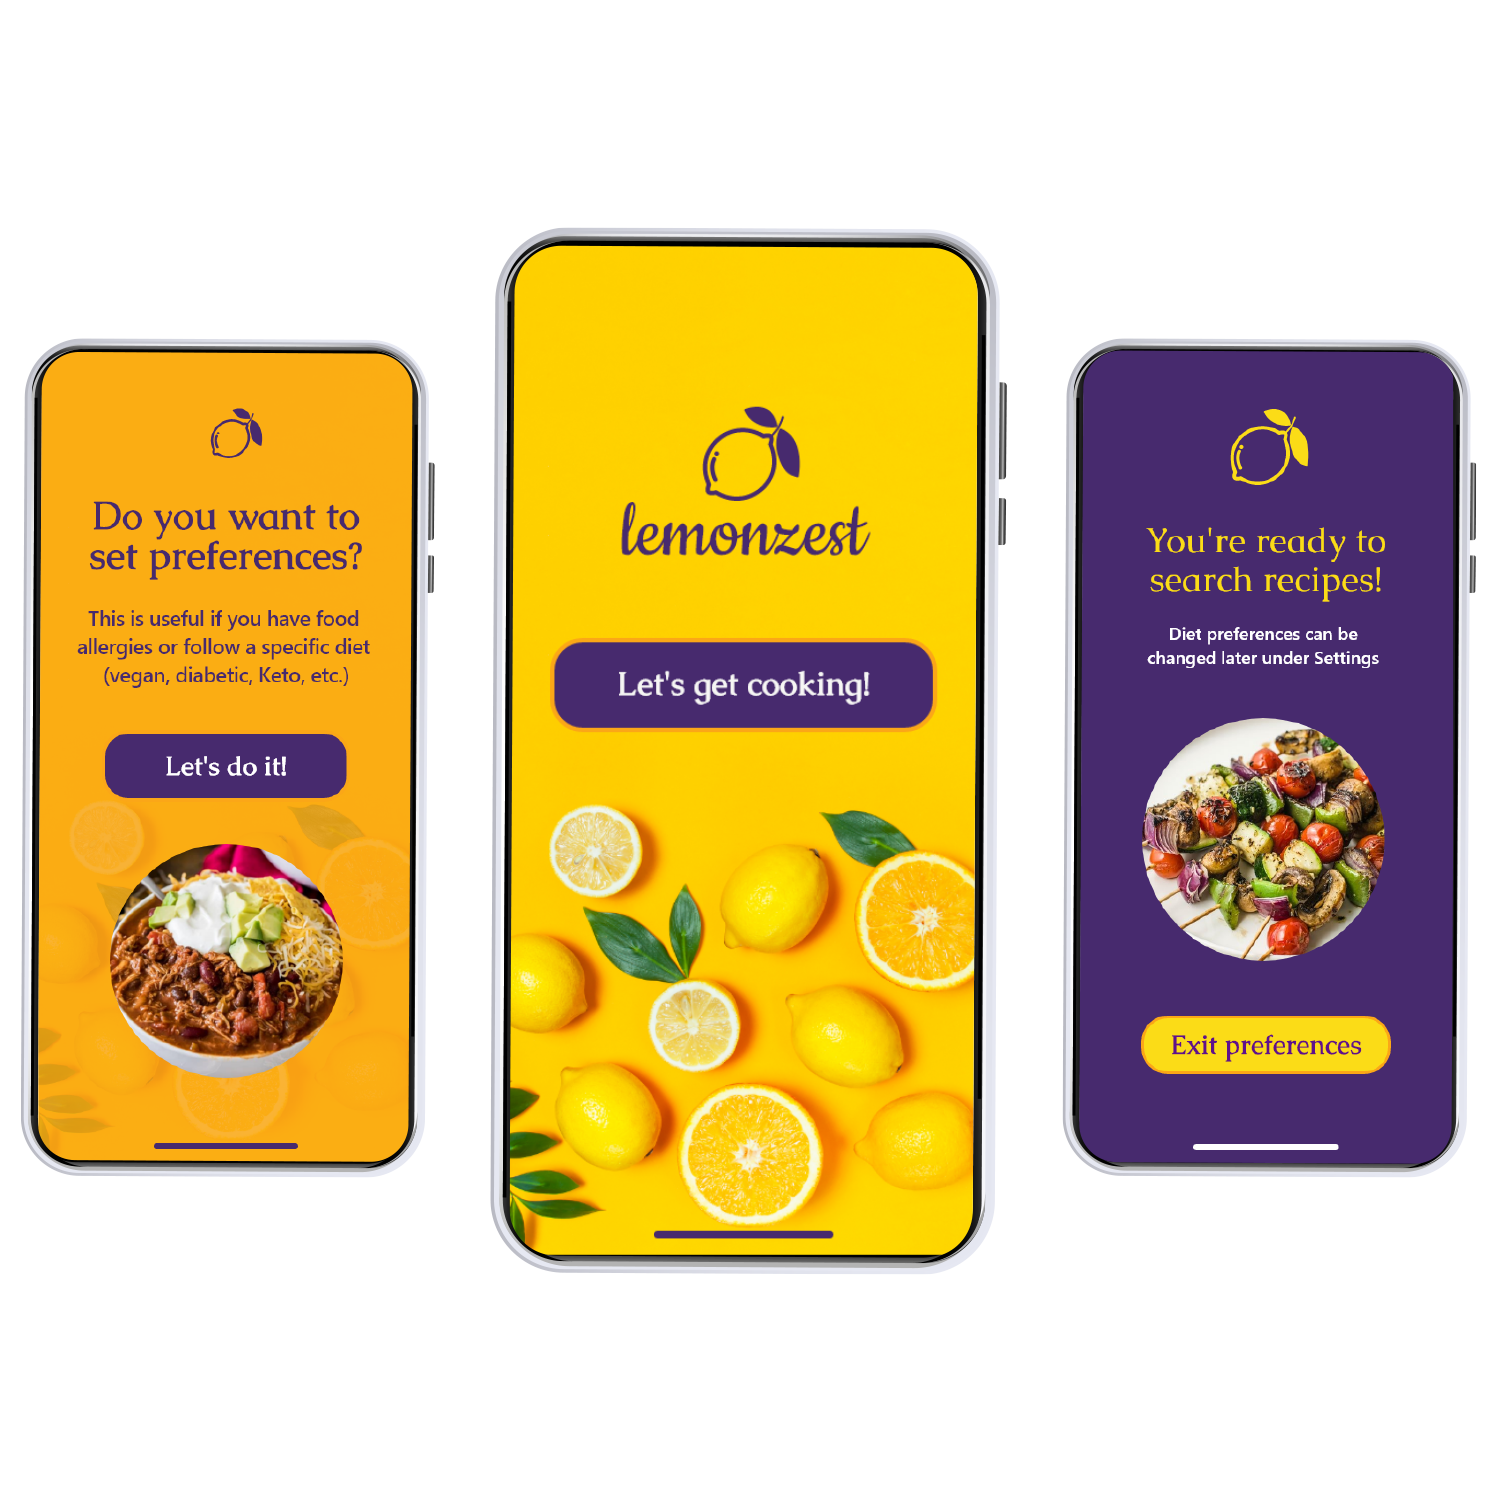 Do you want to
set preferences?
This is useful if you have food
allergies or follow a specific diet
(vegan, diabetic, Keto, etc.)
Let's do it!
lemonzest
Let's get cooking!
You're ready to
search recipes!
Diet preferences can be
changed later under Settings
Exit preferences